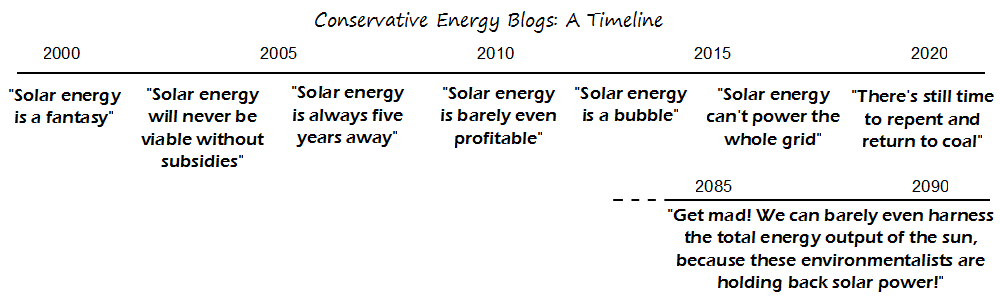 Conservative Energy Blogs: A Timeline
2000 2005 2010 2015 2020
"Solar energy
is a fantasy"
"Solar energy
will never be
viable without
subsidies"
"Solar energy
is always five
years away"
"Solar energy
is barely even
profitable"
"Solar energy
is a bubble"
"Solar energy
can't power the
whole grid"
"There's still time
to repent and
return to coal"
2085 2090
"Get mad! We can barely even harness
the total energy output of the sun,
because these environmentalists are
holding back solar power!"